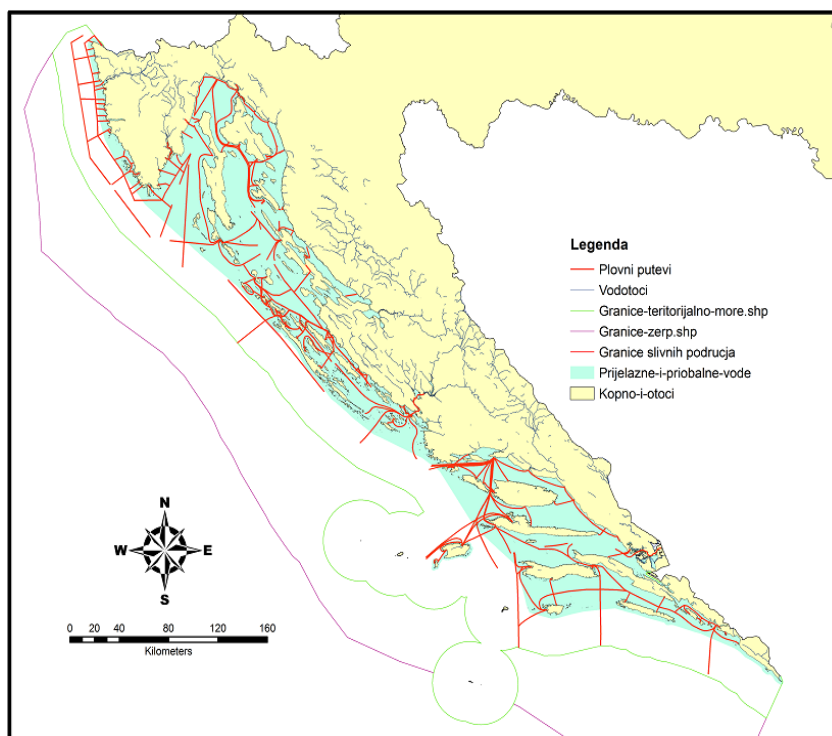 Legenda
Plovni putevi
Vodotoci
Granice-teritorijalno-more.shp
Granice-zerp.shp
Granice slivnih podrucja
Prijelazne-i-priobalne-vode
Kopno-i-otoci
N
W E
S
0 20 40 80 120 160
Kilometers